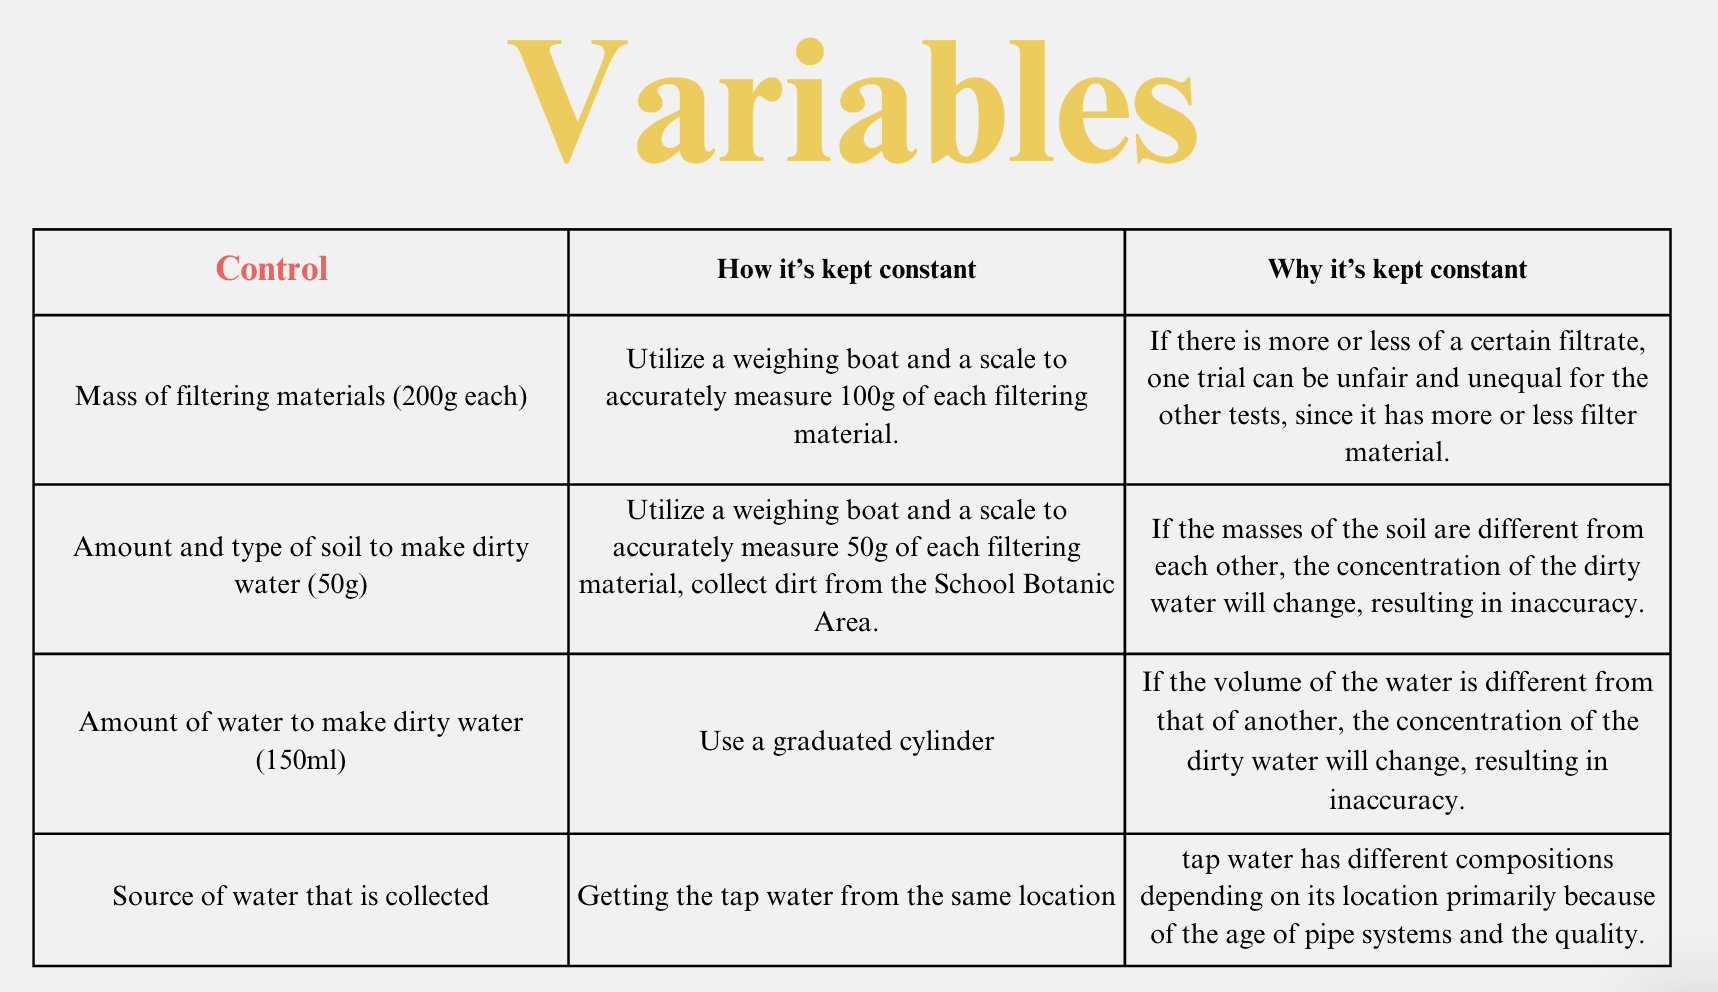 Variables
Control
How it's kept constant
Why it's kept constant
Mass of filtering materials (200g each)
Utilize a weighing boat and a scale to
accurately measure 100g of each filtering
material.
If there is more or less of a certain filtrate,
one trial can be unfair and unequal for the
other tests, since it has more or less filter
material.
Amount and type of soil to make dirty
water (50g)
Utilize a weighing boat and a scale to
accurately measure 50g of each filtering
material, collect dirt from the School Botanic
Area.
If the masses of the soil are different from
each other, the concentration of the dirty
water will change, resulting in inaccuracy.
Amount of water to make dirty water
(150ml)
Use a graduated cylinder
If the volume of the water is different from
that of another, the concentration of the
dirty water will change, resulting in
inaccuracy.
Source of water that is collected
Getting the tap water from the same location
tap water has different compositions
depending on its location primarily because
of the age of pipe systems and the quality.